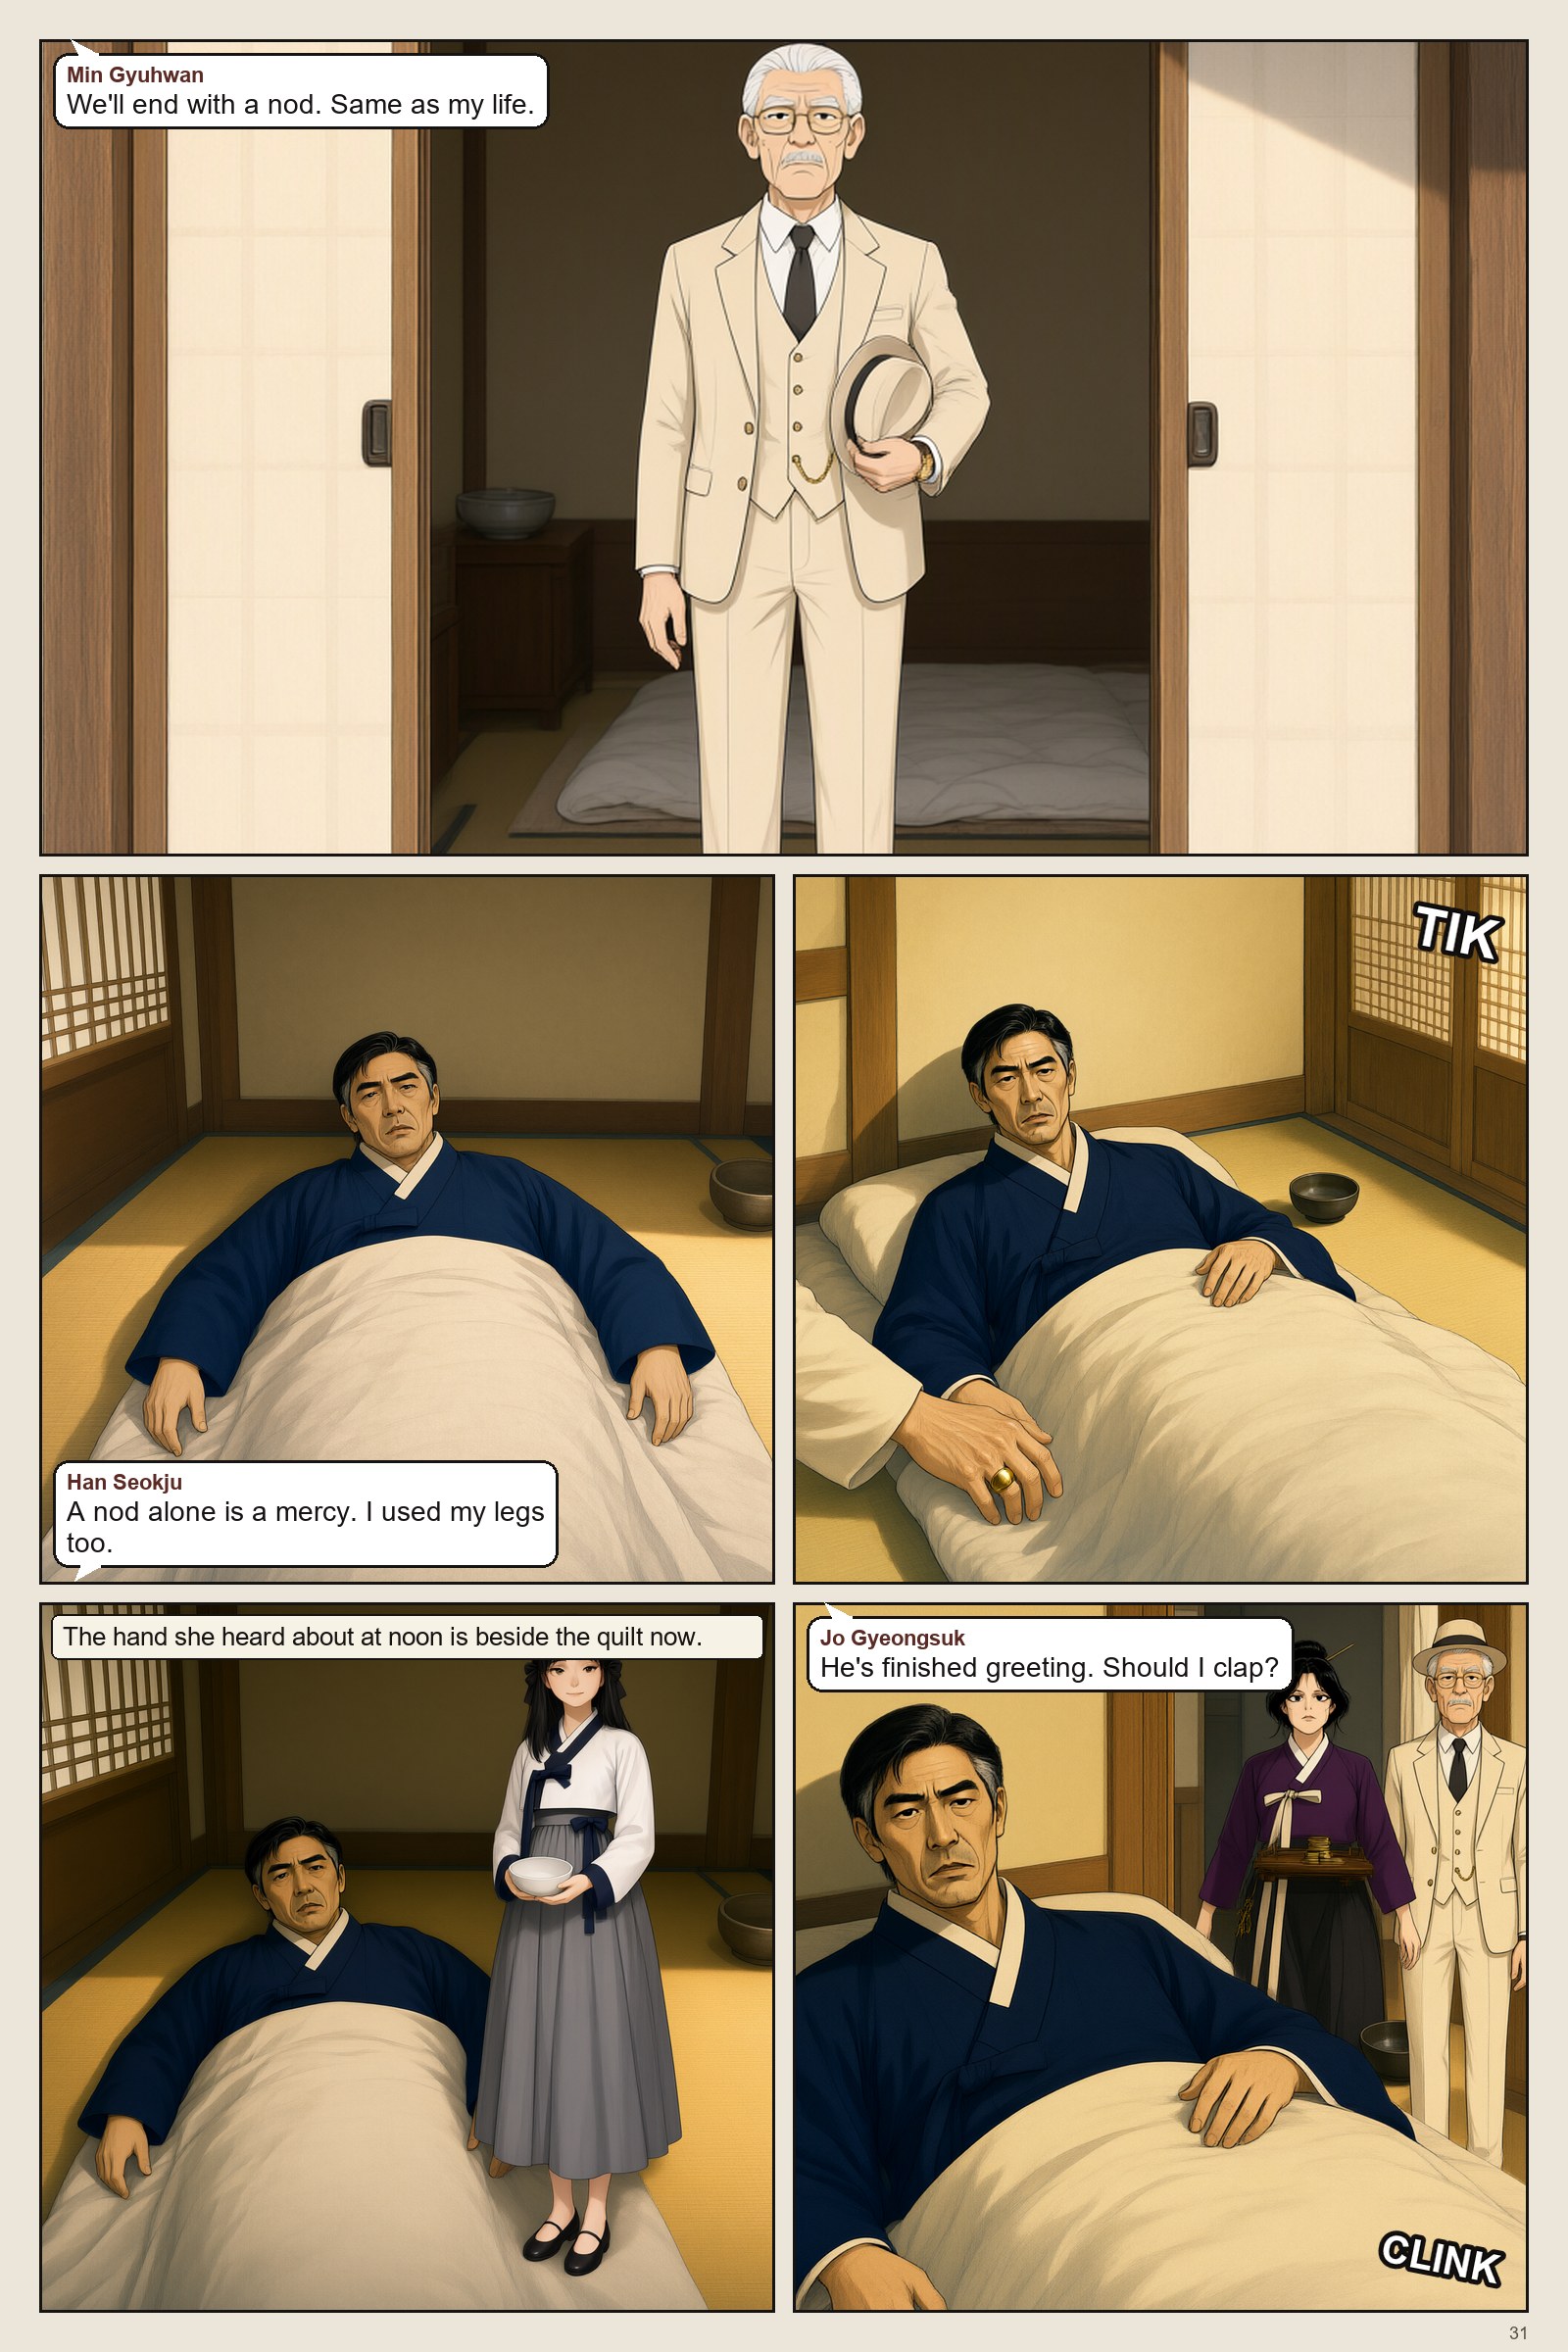 Min Gyuhwan
We'll end with a nod. Same as my life.
Han Seokju
A nod alone is a mercy. I used my legs
too.
TIK
The hand she heard about at noon is beside the quilt now.
Jo Gyeongsuk
He's finished greeting. Should I clap?
CLINK
31